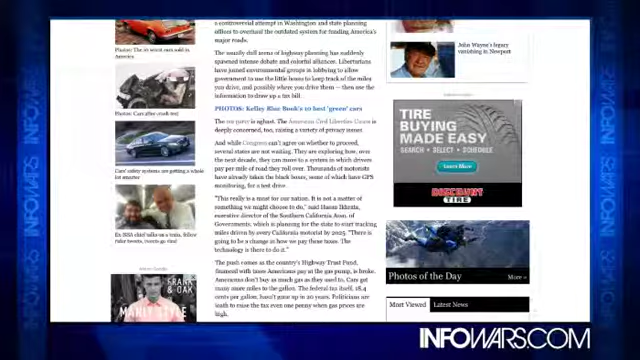 a controversial attempt in Washington and state planning
offices to overhaul the outdated system for funding America's
major roads.
The usually dull arena of highway planning has suddenly
spawned intense debate and colorful alliances. Libertarians
have joined environmental groups in lobbying to allow
government to use the little boxes to keep track of the miles
you drive, and possibly where you drive them — then use the
information to draw up a tax bill.
PHOTOS: Kelley Blue Book's 10 best 'green' cars
The tea party is aghast. The American Civil Liberties Union is
deeply concerned, too, raising a variety of privacy issues.
And while Congress can't agree on whether to proceed,
several states are not waiting. They are exploring how, over
the next decade, they can move to a system in which drivers
pay per mile of road they roll over. Thousands of motorists
have already taken the black boxes, some of which have GPS
monitoring, for a test drive.
"This really is a must for our nation. It is not a matter of
something we might choose to do," said Hasan Ikhrata,
executive director of the Southern California Assn. of
Governments, which is planning for the state to start tracking
miles driven by every California motorist by 2025. "There is
going to be a change in how we pay these taxes. The
technology is there to do it."
The push comes as the country's Highway Trust Fund,
financed with taxes Americans pay at the gas pump, is broke.
Americans don't buy as much gas as they used to. Cars get
many more miles to the gallon. The federal tax itself, 18.4
cents per gallon, hasn't gone up in 20 years. Politicians are
loath to raise the tax even one penny when gas prices are
high.
Photos: The 10 worst cars sold in
America
Photos: Cars after crash test
Cars' safety systems are getting a whole
lot smarter
Ex-NSA chief talks on a train, fellow
rider tweets, tweets go viral
FRANK
& OAK
MANLY STYLE
John Wayne's legacy
vanishing in Newport
TIRE
BUYING
MADE EASY
SEARCH • SELECT • SCHEDULE
Learn More
DISCOUNT
TIRE
Photos of the Day
More »
Most Viewed
Latest News
INFOWARS
INFOWARS
INFOWARS.COM